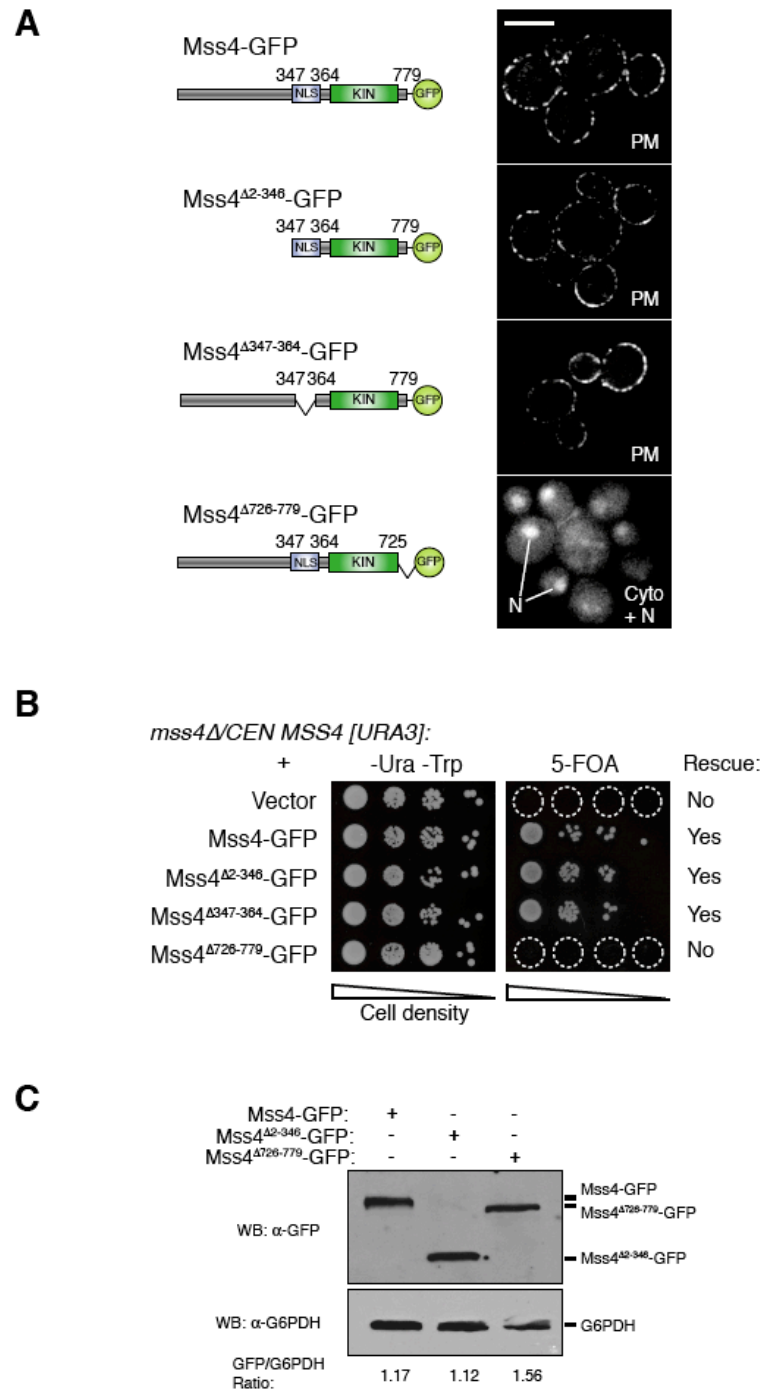 A
Mss4-GFP
347 364 779
NLS KIN GFP
PM
Mss4Δ2-346-GFP
347 364 779
NLS KIN GFP
PM
Mss4Δ347-364-GFP
347 364 779
KIN GFP
PM
Mss4Δ726-779-GFP
347 364 725
NLS KIN GFP
N
Cyto
+ N
B
mss4Δ/CEN MSS4 [URA3]:
+ -Ura -Trp 5-FOA Rescue:
Vector No
Mss4-GFP Yes
Mss4Δ2-346-GFP Yes
Mss4Δ347-364-GFP Yes
Mss4Δ726-779-GFP No
Cell density
C
Mss4-GFP: + - -
Mss4Δ2-346-GFP: - + -
Mss4Δ726-779-GFP: - - +
Mss4-GFP
Mss4Δ726-779-GFP
WB: α-GFP
Mss4Δ2-346-GFP
WB: α-G6PDH G6PDH
GFP/G6PDH
Ratio: 1.17 1.12 1.56